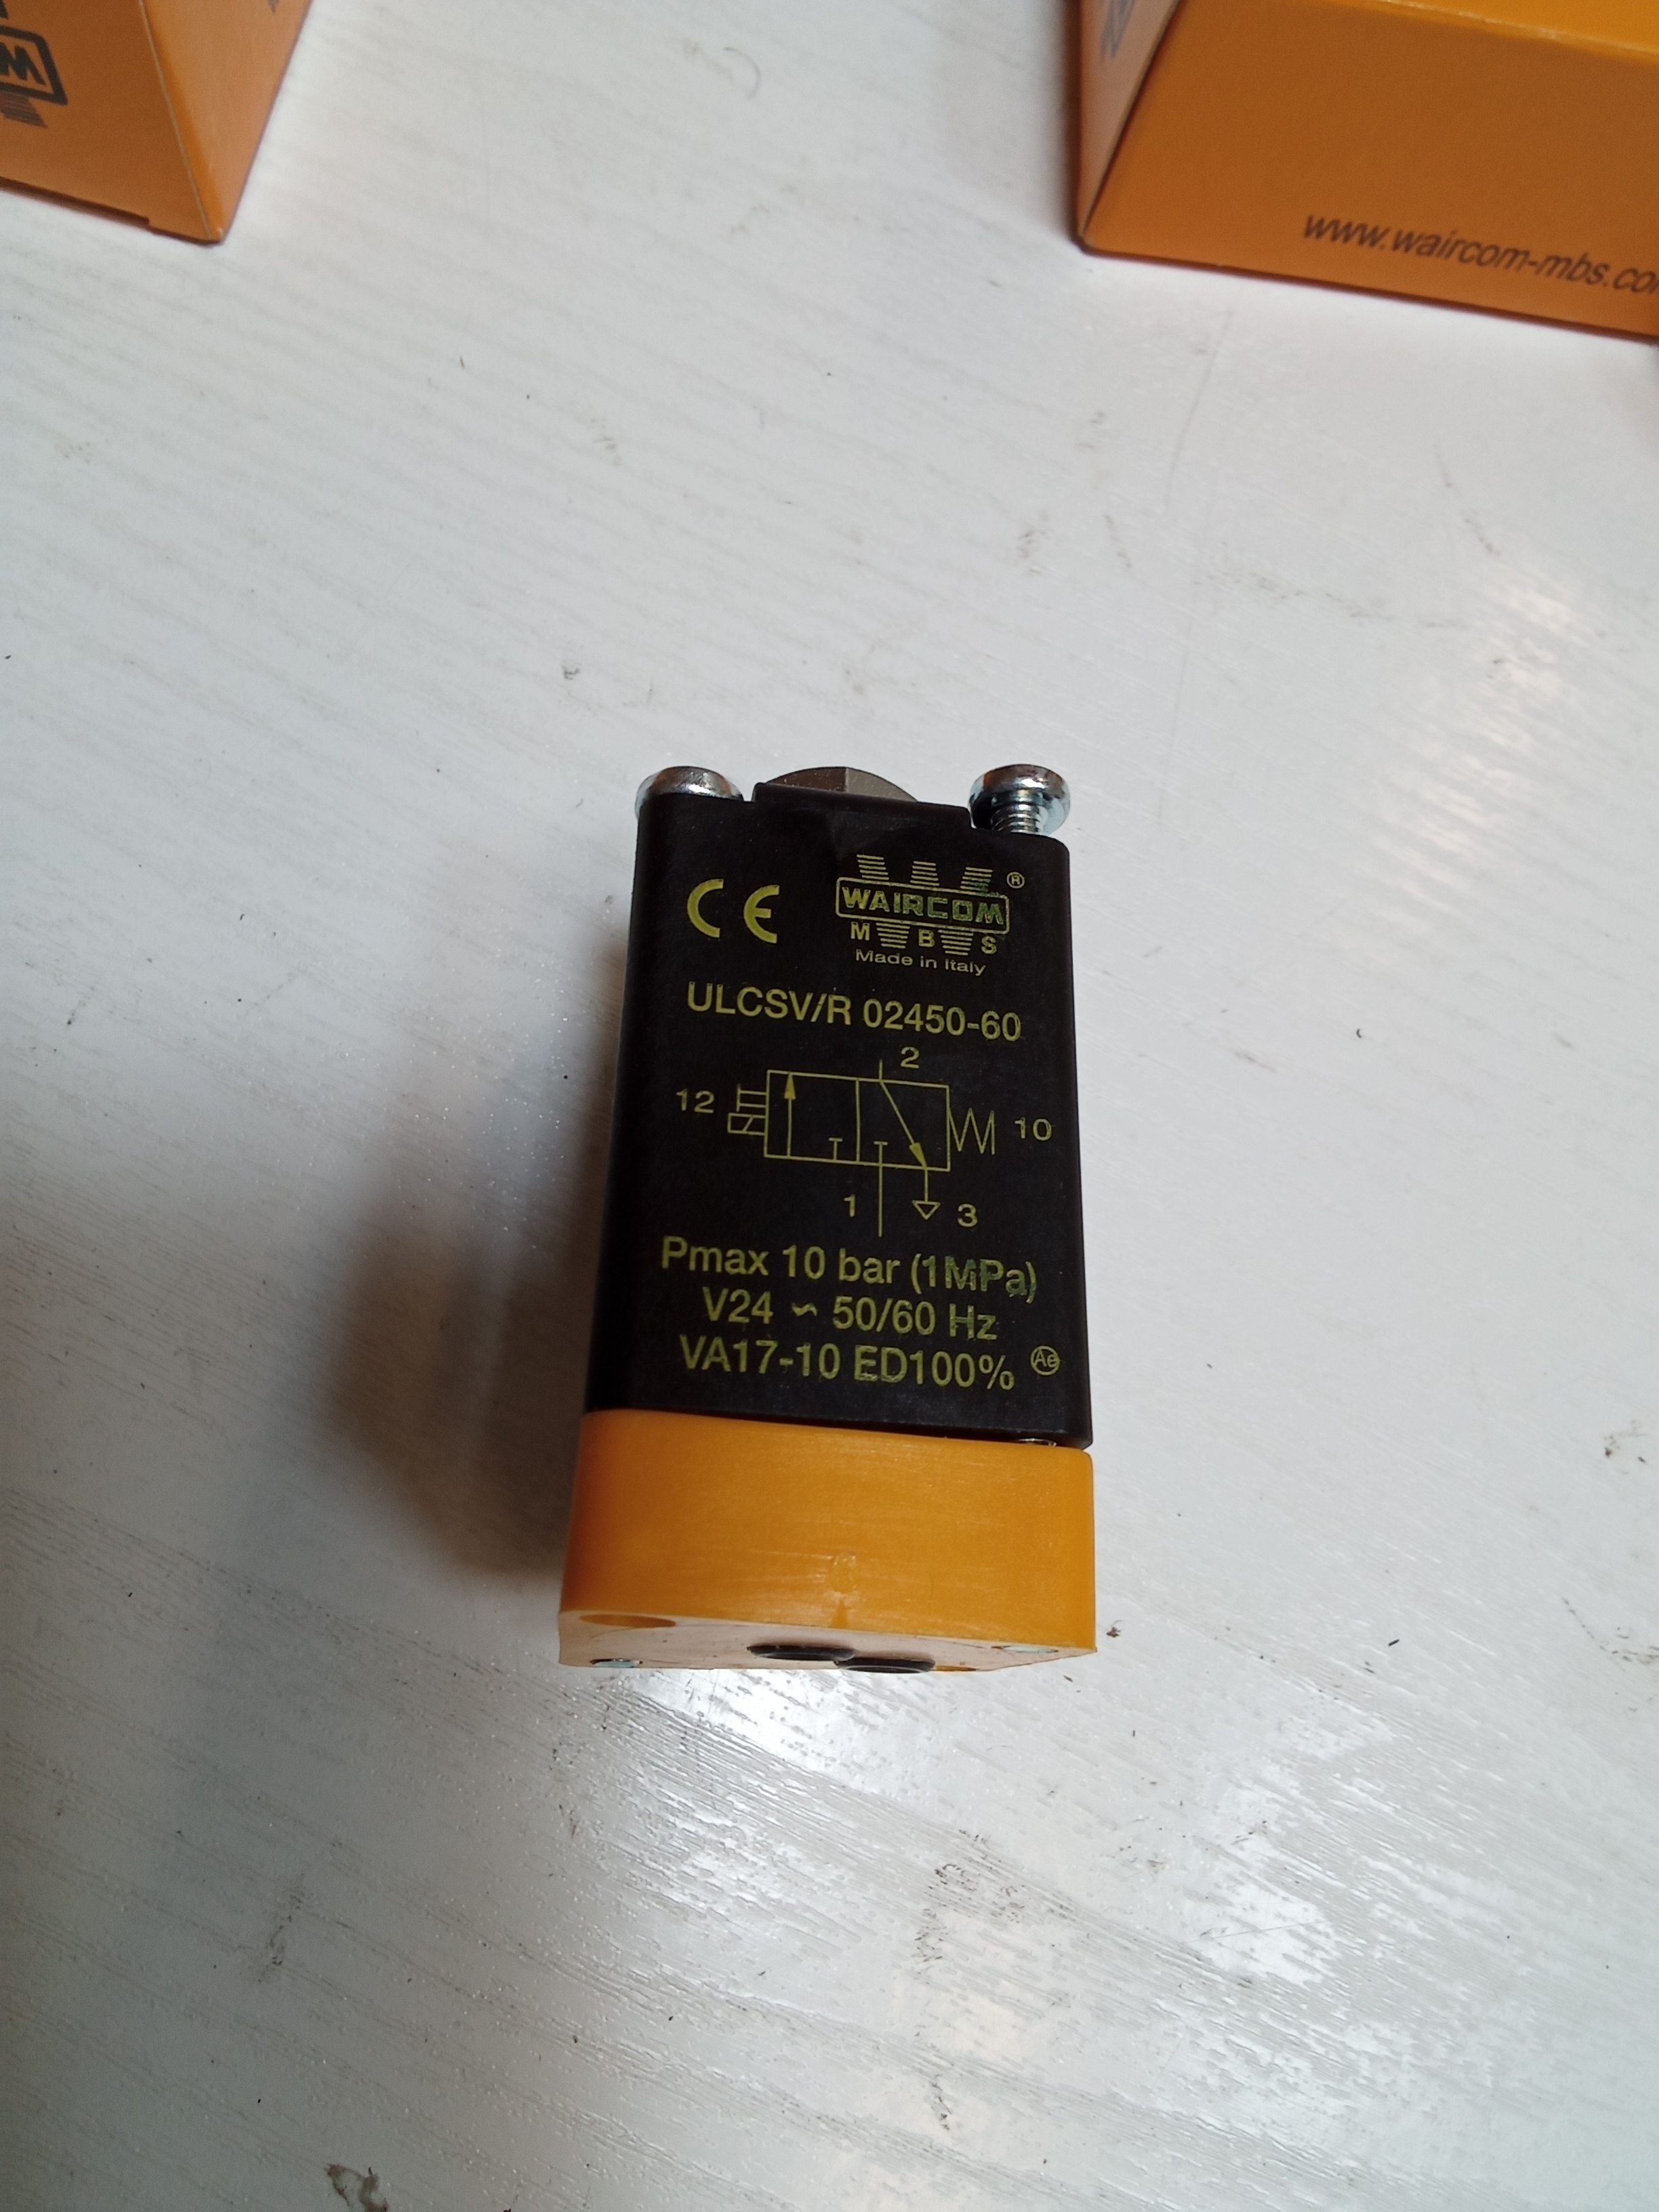 W
www.waircom-mbs.co
CE WAIRCOM ®
M B S
Made in Italy
ULCSV/R 02450-60
2
12
10
1
3
Pmax 10 bar (1MPa)
V24 ~ 50/60 Hz
VA17-10 ED100% Ae